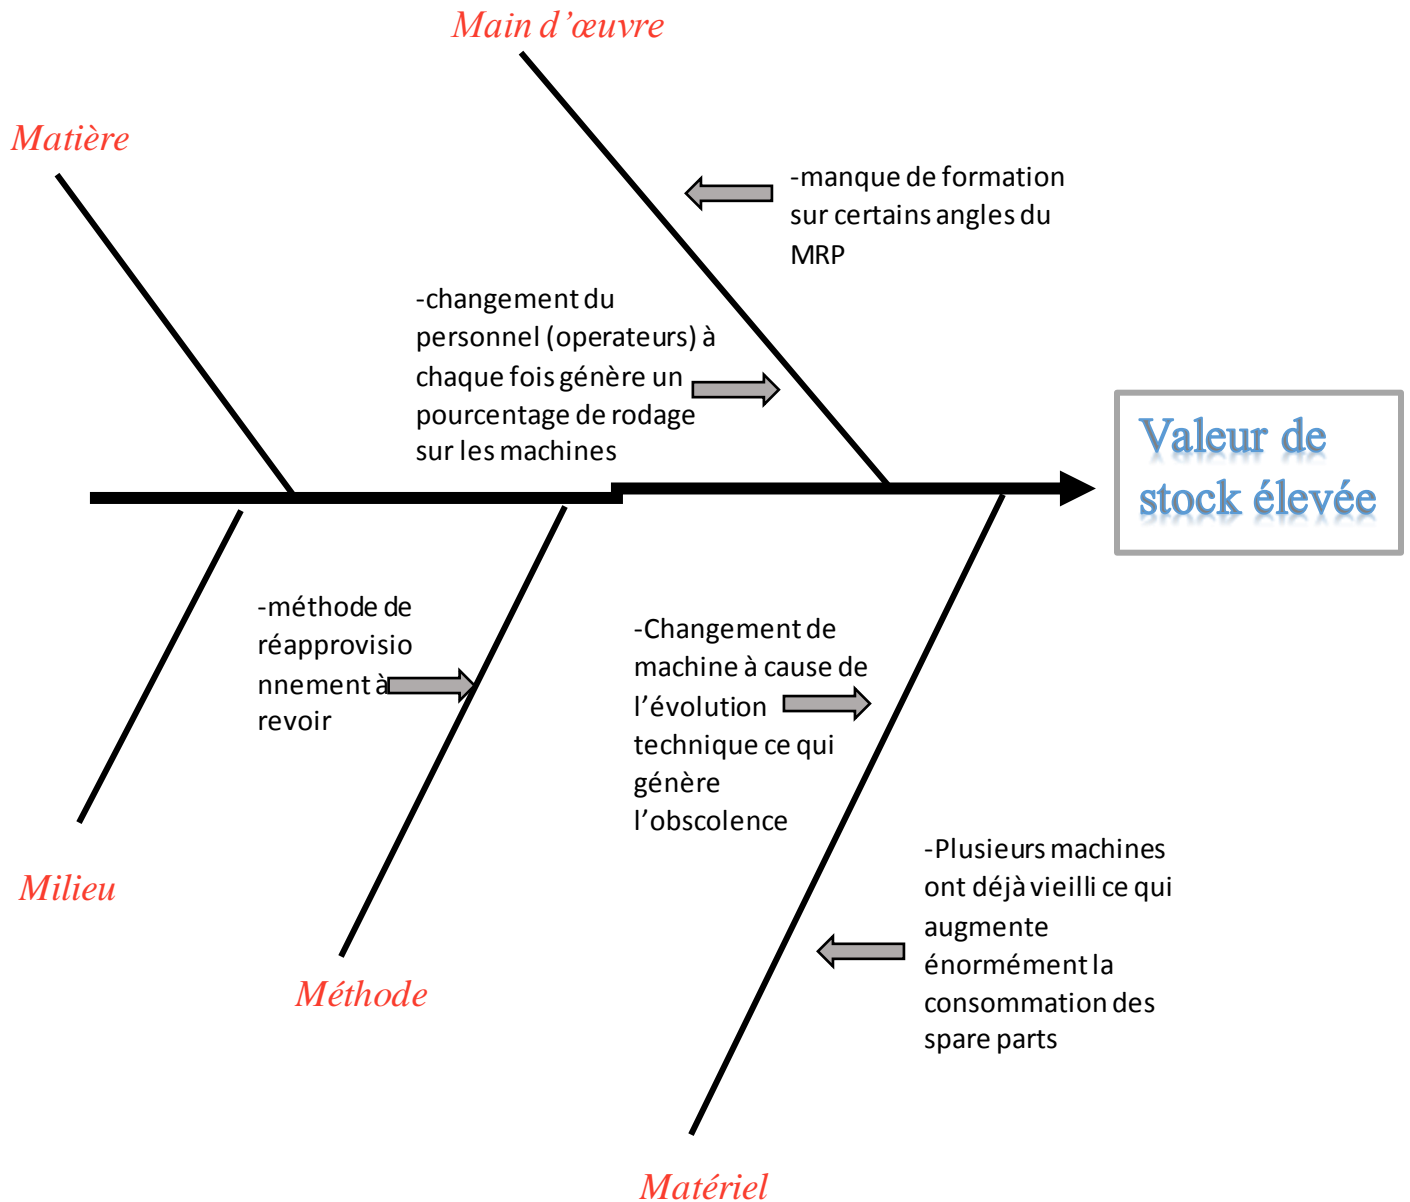 Main d’œuvre
Matière
-manque de formation
sur certains angles du
MRP
-changement du
personnel (operateurs) à
chaque fois génère un
pourcentage de rodage
sur les machines
Valeur de
stock élevée
-méthode de
réapprovisio
nnement à
revoir
-Changement de
machine à cause de
l’évolution
technique ce qui
génère
l’obscolence
-Plusieurs machines
ont déjà vieilli ce qui
augmente
énormément la
consommation des
spare parts
Milieu
Méthode
Matériel